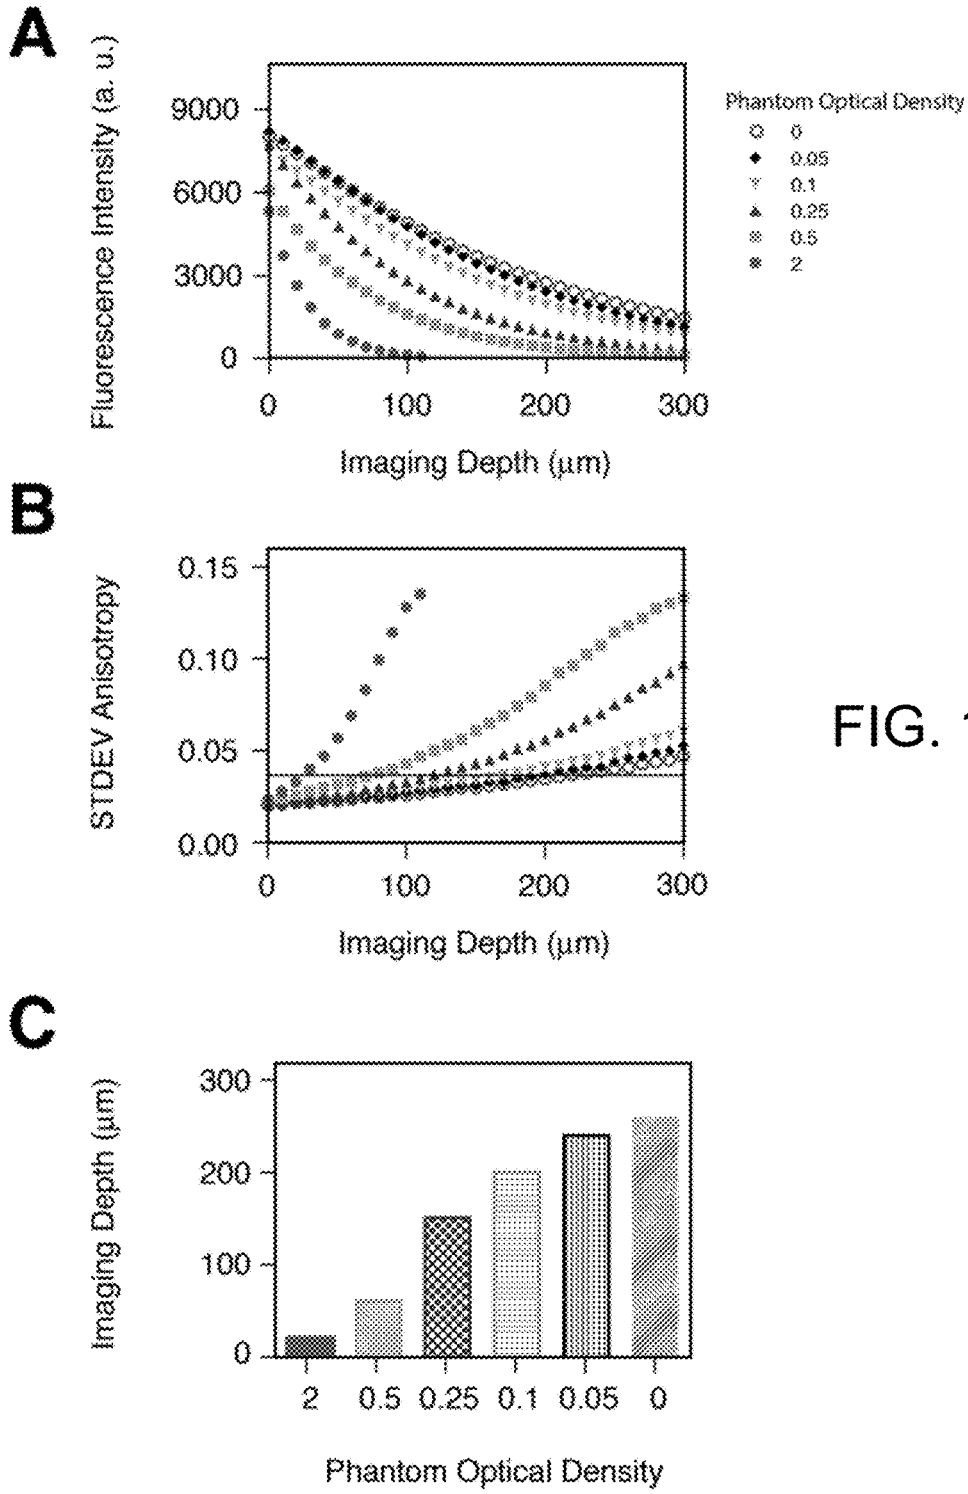 A
Fluorescence Intensity (a. u.)
9000
6000
3000
0
0 100 200 300
Imaging Depth (μm)
Phantom Optical Density
0
0.05
0.1
0.25
0.5
2
B
STDEV Anisotropy
0.15
0.10
0.05
0.00
0 100 200 300
Imaging Depth (μm)
FIG.
C
Imaging Depth (μm)
300
200
100
0
2 0.5 0.25 0.1 0.05 0
Phantom Optical Density